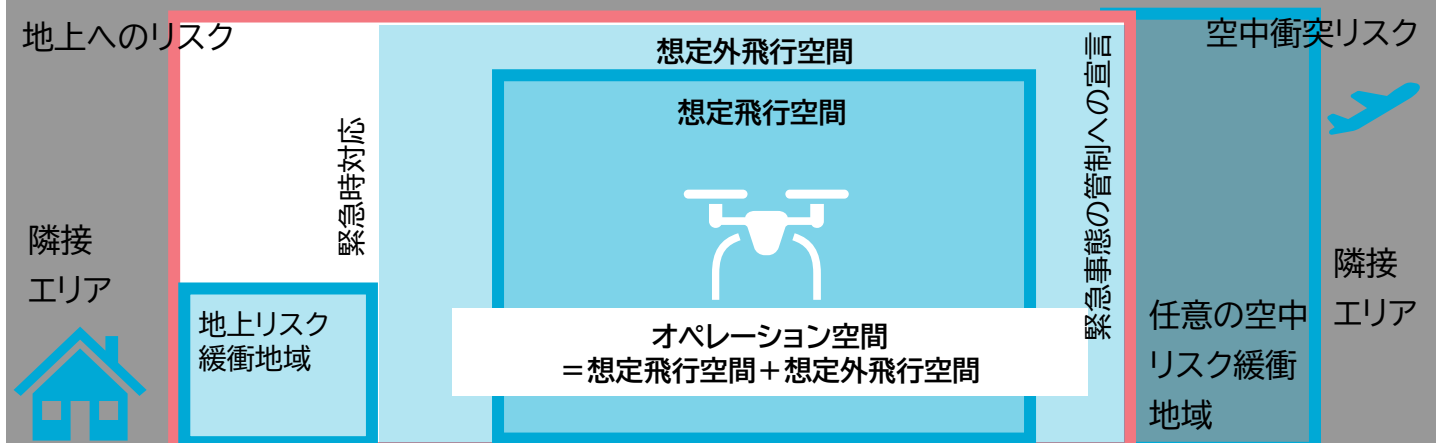 地上へのリスク
空中衝突リスク
想定外飛行空間
想定飛行空間
緊急時対応
緊急事態の管制への宣言
隣接
エリア
隣接
エリア
地上リスク
緩衝地域
オペレーション空間
＝想定飛行空間＋想定外飛行空間
任意の空中
リスク緩衝
地域